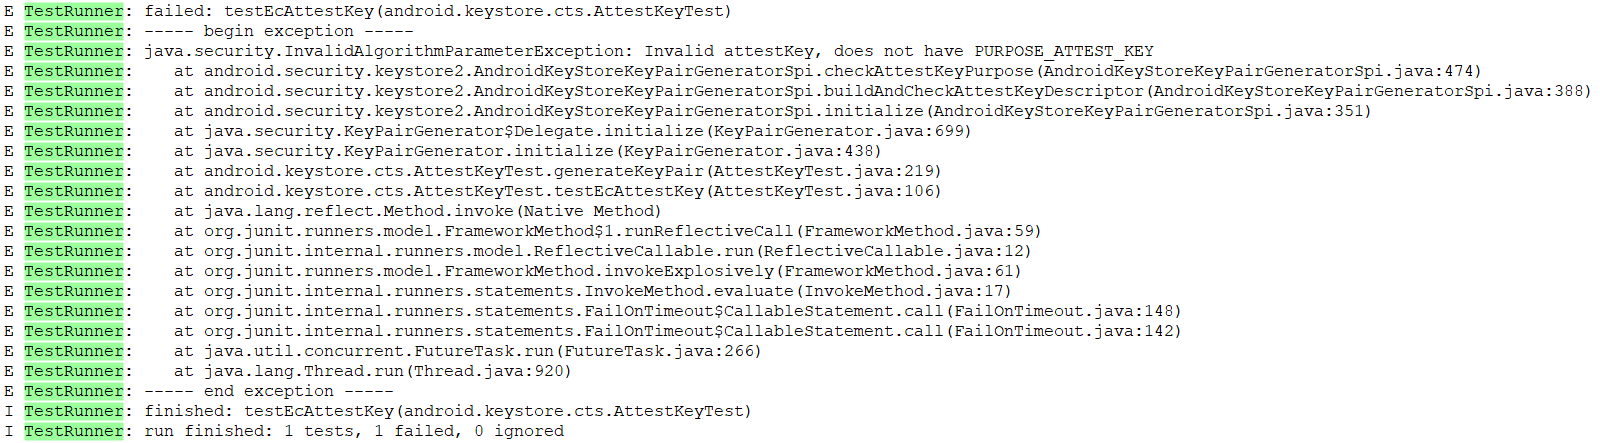 E TestRunner: failed: testEcAttestKey(android.keystore.cts.AttestKeyTest)
E TestRunner: ----- begin exception -----
E TestRunner: java.security.InvalidAlgorithmParameterException: Invalid attestKey, does not have PURPOSE_ATTEST_KEY
E TestRunner:    at android.security.keystore2.AndroidKeyStoreKeyPairGeneratorSpi.checkAttestKeyPurpose(AndroidKeyStoreKeyPairGeneratorSpi.java:474)
E TestRunner:    at android.security.keystore2.AndroidKeyStoreKeyPairGeneratorSpi.buildAndCheckAttestKeyDescriptor(AndroidKeyStoreKeyPairGeneratorSpi.java:388)
E TestRunner:    at android.security.keystore2.AndroidKeyStoreKeyPairGeneratorSpi.initialize(AndroidKeyStoreKeyPairGeneratorSpi.java:351)
E TestRunner:    at java.security.KeyPairGenerator$Delegate.initialize(KeyPairGenerator.java:699)
E TestRunner:    at java.security.KeyPairGenerator.initialize(KeyPairGenerator.java:438)
E TestRunner:    at android.keystore.cts.AttestKeyTest.generateKeyPair(AttestKeyTest.java:219)
E TestRunner:    at android.keystore.cts.AttestKeyTest.testEcAttestKey(AttestKeyTest.java:106)
E TestRunner:    at java.lang.reflect.Method.invoke(Native Method)
E TestRunner:    at org.junit.runners.model.FrameworkMethod$1.runReflectiveCall(FrameworkMethod.java:59)
E TestRunner:    at org.junit.internal.runners.model.ReflectiveCallable.run(ReflectiveCallable.java:12)
E TestRunner:    at org.junit.runners.model.FrameworkMethod.invokeExplosively(FrameworkMethod.java:61)
E TestRunner:    at org.junit.internal.runners.statements.InvokeMethod.evaluate(InvokeMethod.java:17)
E TestRunner:    at org.junit.internal.runners.statements.FailOnTimeout$CallableStatement.call(FailOnTimeout.java:148)
E TestRunner:    at org.junit.internal.runners.statements.FailOnTimeout$CallableStatement.call(FailOnTimeout.java:142)
E TestRunner:    at java.util.concurrent.FutureTask.run(FutureTask.java:266)
E TestRunner:    at java.lang.Thread.run(Thread.java:920)
E TestRunner: ----- end exception -----
I TestRunner: finished: testEcAttestKey(android.keystore.cts.AttestKeyTest)
I TestRunner: run finished: 1 tests, 1 failed, 0 ignored